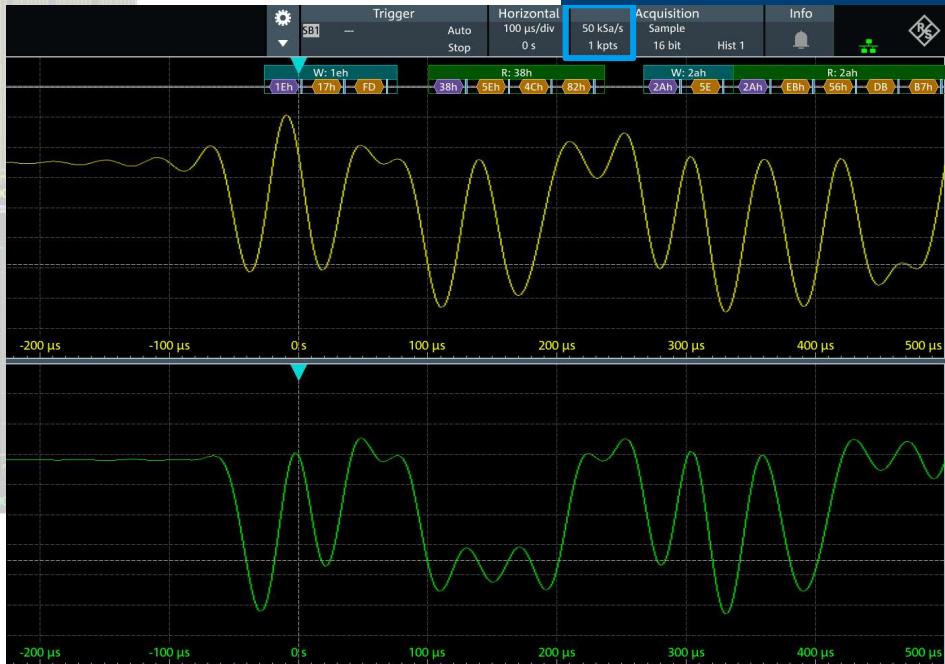 Trigger
Horizontal
Acquisition
Info
SB1
---
Auto
100 µs/div
50 kSa/s
Sample
Stop
0 s
1 kpts
16 bit
Hist 1
W: 1eh
R: 38h
W: 2ah
R: 2ah
1Eh 17h FD 38h 5Eh 4Ch 82h 2Ah 5E 2Ah EBh 56h DB B7h
-200 µs -100 µs 0 s 100 µs 200 µs 300 µs 400 µs 500 µs
-200 µs -100 µs 0 s 100 µs 200 µs 300 µs 400 µs 500 µs